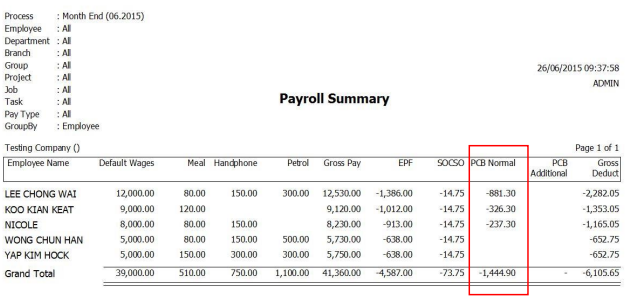 Process : Month End (06.2015)
Employee : All
Department : All
Branch : All
Group : All
Project : All
Job : All
Task : All
Pay Type : All
GroupBy : Employee
26/06/2015 09:37:58
ADMIN
Payroll Summary
Testing Company () Page 1 of 1
Employee Name Default Wages Meal Handphone Petrol Gross Pay EPF SOCSO PCB Normal PCB Additional Gross Deduct
LEE CHONG WAI 12,000.00 80.00 150.00 300.00 12,530.00 -1,386.00 -14.75 -881.30 -2,282.05
KOO KIAN KEAT 9,000.00 120.00 9,120.00 -1,012.00 -14.75 -326.30 -1,353.05
NICOLE 8,000.00 80.00 150.00 8,230.00 -913.00 -14.75 -237.30 -1,165.05
WONG CHUN HAN 5,000.00 80.00 150.00 500.00 5,730.00 -638.00 -14.75 -652.75
YAP KIM HOCK 5,000.00 150.00 300.00 300.00 5,750.00 -638.00 -14.75 -652.75
Grand Total 39,000.00 510.00 750.00 1,100.00 41,360.00 -4,587.00 -73.75 -1,444.90 - -6,105.65